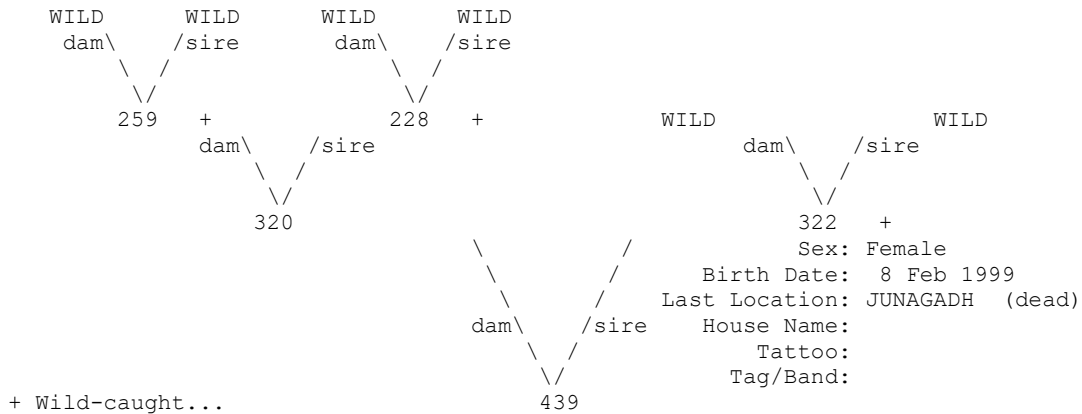 WILD WILD WILD WILD
dam\ /sire dam\ /sire
\ / \ /
\/ \/
259 + 228 + WILD WILD
dam\ /sire dam\ /sire
\ / \ /
\/ \/
320 322 +
\ / Sex: Female
\ / Birth Date: 8 Feb 1999
\ / Last Location: JUNAGADH (dead)
dam\ /sire House Name:
\ / Tattoo:
\/ Tag/Band:
+ Wild-caught... 439